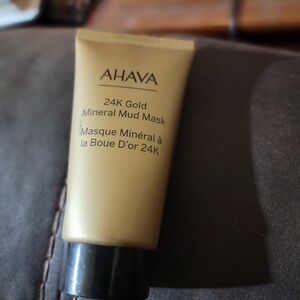 AHAVA
24K Gold
Mineral Mud Mask
Masque Minéral à
la Boue D'or 24K